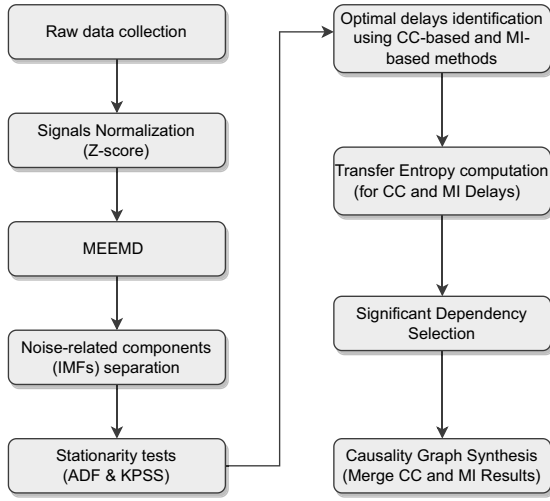 Raw data collection
Signals Normalization
(Z-score)
MEEMD
Noise-related components
(IMFs) separation
Stationarity tests
(ADF & KPSS)
Optimal delays identification
using CC-based and MI-
based methods
Transfer Entropy computation
(for CC and MI Delays)
Significant Dependency
Selection
Causality Graph Synthesis
(Merge CC and MI Results)